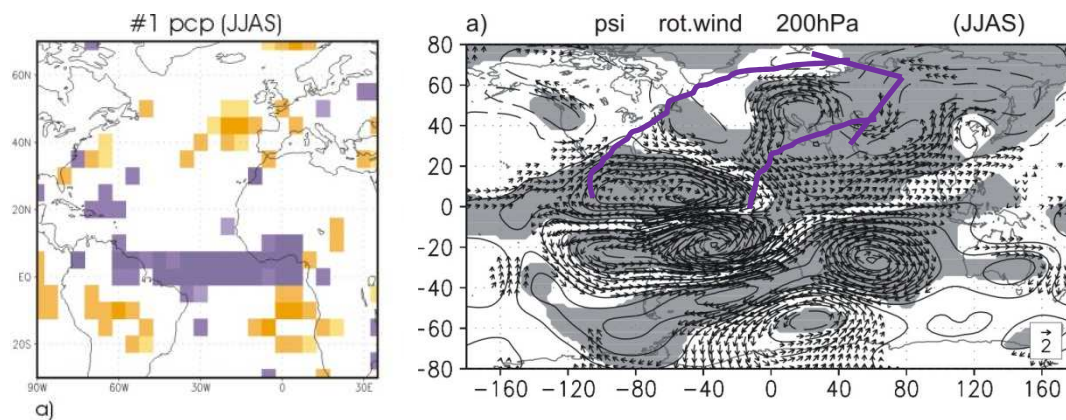 #1 pcp (JJAS)
60N
40N
20N
EQ
20S
90W 60W 30W 0 30E
a)
a) psi rot.wind 200hPa (JJAS)
80
60
40
20
0
-20
-40
-60
-80
-160 -120 -80 -40 0 40 80 120 160
2